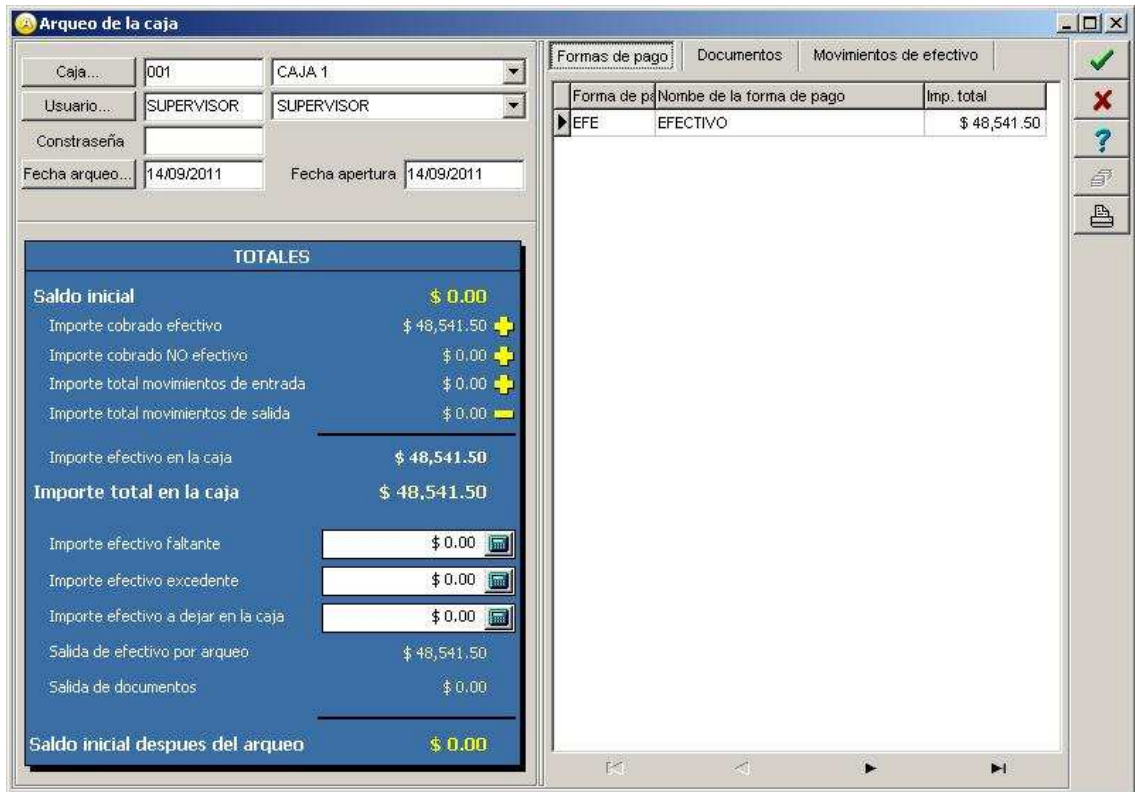 Arqueo de la caja
Caja... 001 CAJA 1
Usuario... SUPERVISOR SUPERVISOR
Constraseña
Fecha arqueo... 14/09/2011 Fecha apertura 14/09/2011
TOTALES
Saldo inicial $ 0.00
Importe cobrado efectivo $ 48,541.50
Importe cobrado NO efectivo $ 0.00
Importe total movimientos de entrada $ 0.00
Importe total movimientos de salida $ 0.00
Importe efectivo en la caja $ 48,541.50
Importe total en la caja $ 48,541.50
Importe efectivo faltante $ 0.00
Importe efectivo excedente $ 0.00
Importe efectivo a dejar en la caja $ 0.00
Salida de efectivo por arqueo $ 48,541.50
Salida de documentos $ 0.00
Saldo inicial despues del arqueo $ 0.00
Formas de pago Documentos Movimientos de efectivo
Forma de pa Nombe de la forma de pago Imp. total
EFE EFECTIVO $ 48,541.50